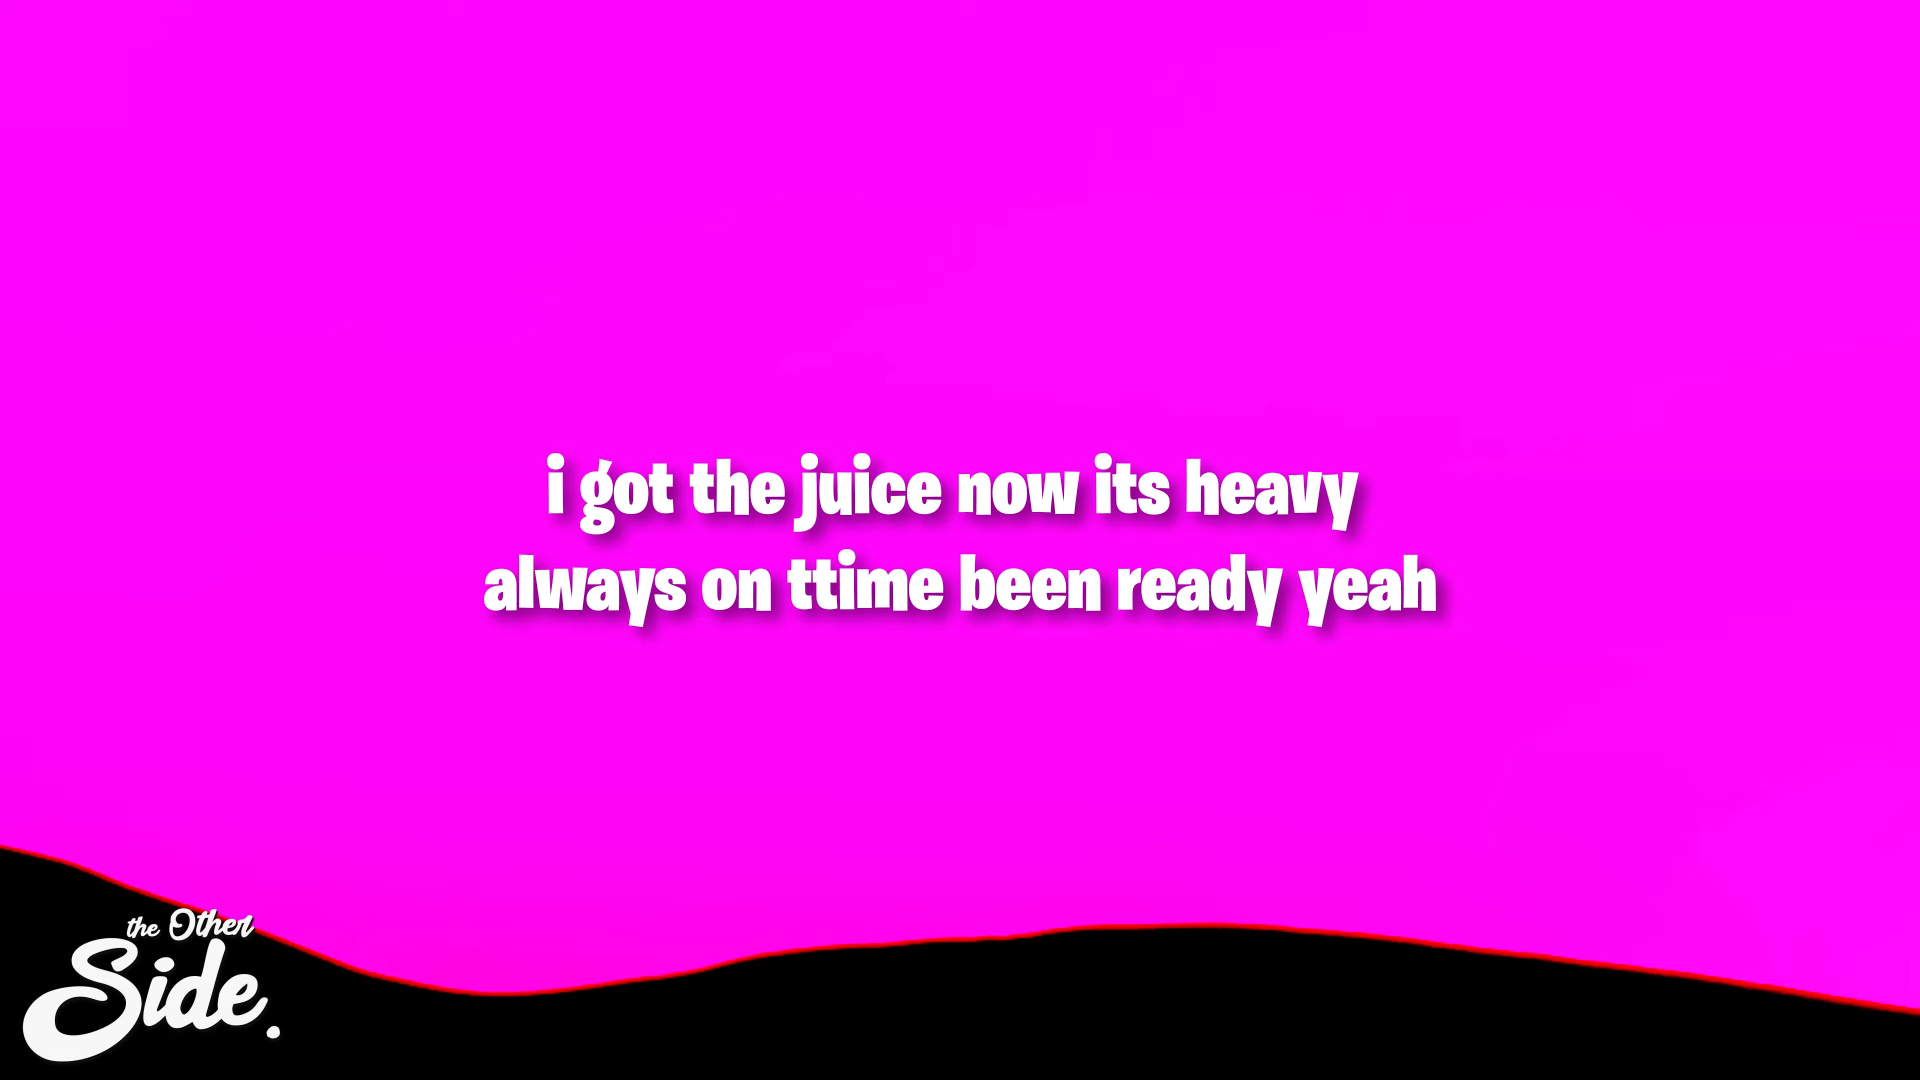 i got the juice now its heavy
always on ttime been ready yeah
the Other
Side.